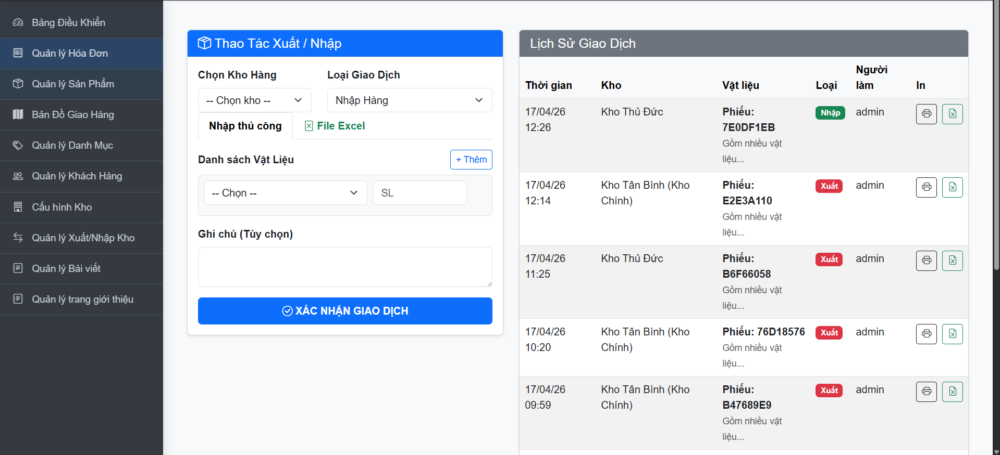 Bảng Điều Khiển
Quản lý Hóa Đơn
Quản lý Sản Phẩm
Bản Đồ Giao Hàng
Quản lý Danh Mục
Quản lý Khách Hàng
Cấu hình Kho
Quản lý Xuất/Nhập Kho
Quản lý Bài viết
Quản lý trang giới thiệu
Thao Tác Xuất / Nhập
Chọn Kho Hàng
Loại Giao Dịch
-- Chọn kho --
Nhập Hàng
Nhập thủ công
File Excel
Danh sách Vật Liệu
+ Thêm
-- Chọn --
SL
Ghi chú (Tùy chọn)
XÁC NHẬN GIAO DỊCH
Lịch Sử Giao Dịch
Thời gian
Kho
Vật liệu
Loại
Người
làm
In
17/04/26
12:26
Kho Thủ Đức
Phiếu:
7E0DF1EB
Gồm nhiều vật
liệu...
Nhập
admin
17/04/26
12:14
Kho Tân Bình (Kho
Chính)
Phiếu:
E2E3A110
Gồm nhiều vật
liệu...
Xuất
admin
17/04/26
11:25
Kho Thủ Đức
Phiếu:
B6F66058
Gồm nhiều vật
liệu...
Xuất
admin
17/04/26
10:20
Kho Tân Bình (Kho
Chính)
Phiếu: 76D18576
Gồm nhiều vật
liệu...
Xuất
admin
17/04/26
09:59
Kho Tân Bình (Kho
Chính)
Phiếu:
B47689E9
Gồm nhiều vật
liệu...
Xuất
admin